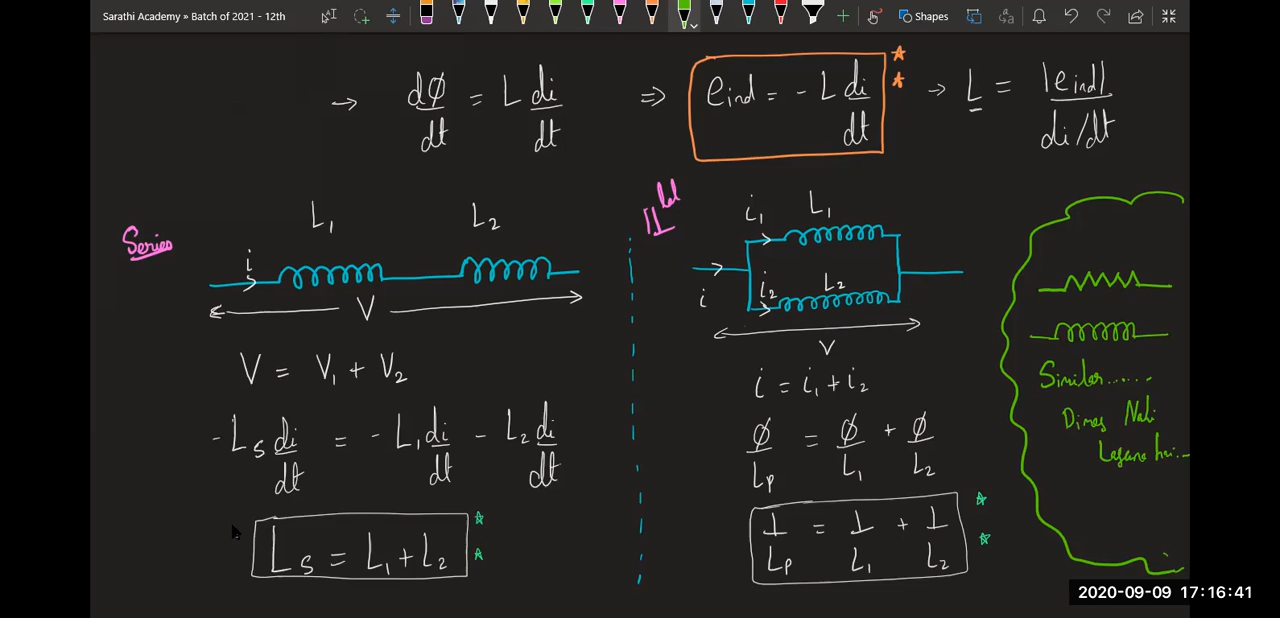 Sarathi Academy » Batch of 2021 - 12th
Shapes
→ dϕ/dt = L di/dt ⇒ eind = - L di/dt → L = |eind| / di/dt
Series
L₁ L₂
i
V
V = V₁ + V₂
- Ls di/dt = - L₁ di/dt - L₂ di/dt
Ls = L₁ + L₂
||lel
i₁ L₁
i₂ L₂
i
V
i = i₁ + i₂
ϕ/Lp = ϕ/L₁ + ϕ/L₂
1/Lp = 1/L₁ + 1/L₂
Similar......
Dimag Nahi
Lagana hai...
2020-09-09 17:16:41